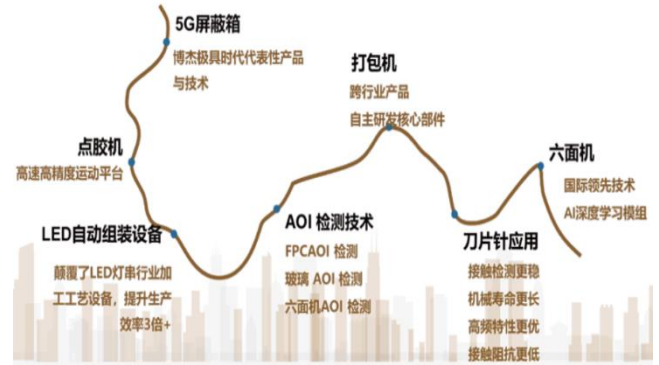 5G屏蔽箱
博杰极具时代代表性产品
与技术
点胶机
高速高精度运动平台
LED自动组装设备
颠覆了LED灯串行业加
工工艺设备，提升生产
效率3倍+
AOI 检测技术
FPCAOI 检测
玻璃 AOI 检测
六面机AOI 检测
打包机
跨行业产品
自主研发核心部件
刀片针应用
接触检测更稳
机械寿命更长
高频特性更优
接触阻抗更低
六面机
国际领先技术
AI深度学习模组